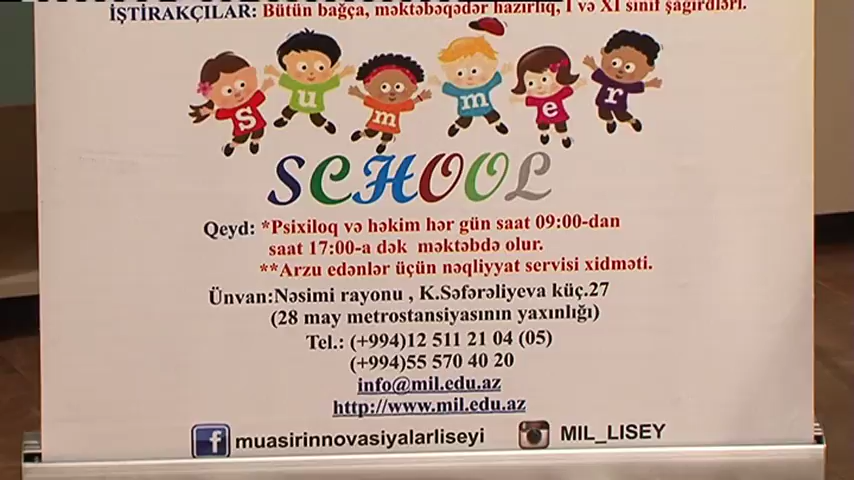 İŞTİRAKÇILAR: Bütün bağça, məktəbəqədər hazırlıq, I və XI sinif şagirdləri.
Summer
SCHOOL
Qeyd: *Psixiloq və həkim hər gün saat 09:00-dan
saat 17:00-a dək məktəbdə olur.
**Arzu edənlər üçün nəqliyyat servisi xidməti.
Ünvan:Nəsimi rayonu , K.Səfərəliyeva küç.27
(28 may metrostansiyasının yaxınlığı)
Tel.: (+994)12 511 21 04 (05)
(+994)55 570 40 20
info@mil.edu.az
http://www.mil.edu.az
f muasirinnovasiyalarliseyi MIL_LISEY